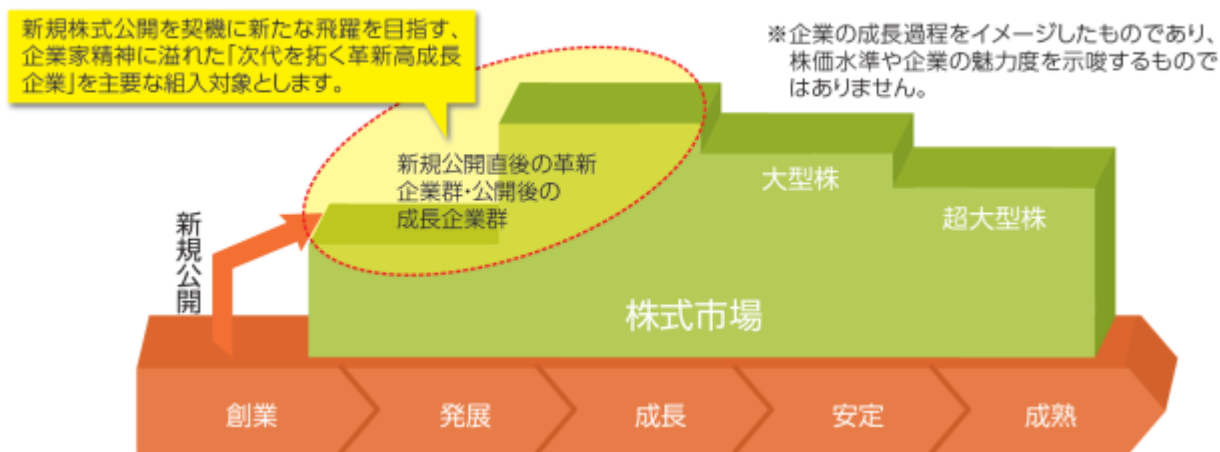 新規株式公開を契機に新たな飛躍を目指す、
企業家精神に溢れた「次代を拓く革新高成長
企業」を主要な組入対象とします。
※企業の成長過程をイメージしたものであり、
株価水準や企業の魅力度を示唆するもので
はありません。
新規公開直後の革新
企業群・公開後の
成長企業群
大型株
超大型株
新規公開
株式市場
創業
発展
成長
安定
成熟